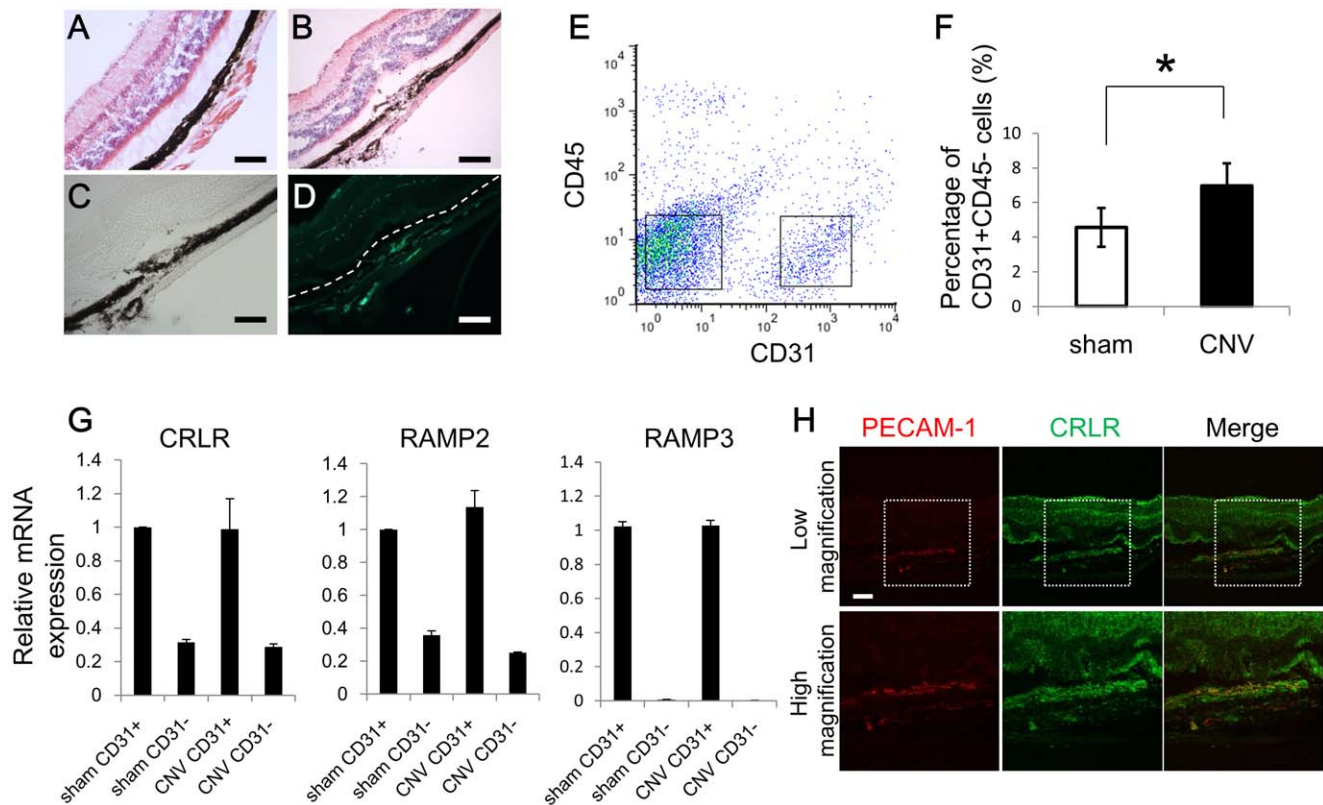 A
B
C
D
E
CD45
10^4
10^3
10^2
10^1
10^0
10^0 10^1 10^2 10^3 10^4
CD31
F
Percentage of
CD31+CD45- cells (%)
*
10
8
6
4
2
0
sham CNV
G
Relative mRNA
expression
CRLR
1.4
1.2
1
0.8
0.6
0.4
0.2
0
sham CD31+
sham CD31-
CNV CD31+
CNV CD31-
RAMP2
1.4
1.2
1
0.8
0.6
0.4
0.2
0
sham CD31+
sham CD31-
CNV CD31+
CNV CD31-
RAMP3
1.4
1.2
1
0.8
0.6
0.4
0.2
0
sham CD31+
sham CD31-
CNV CD31+
CNV CD31-
H
PECAM-1 CRLR Merge
Low
magnification
High
magnification